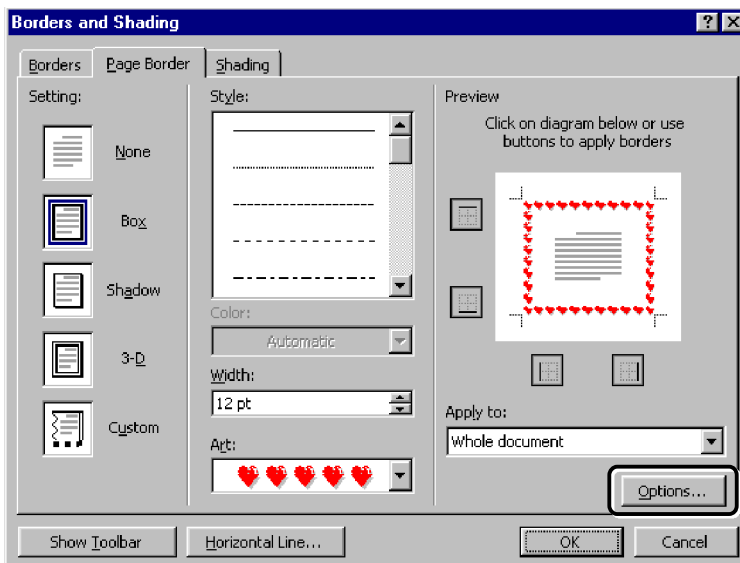 Borders and Shading
Borders
Page Border
Shading
Setting:
None
Box
Shadow
3-D
Custom
Style:
Color:
Automatic
Width:
12 pt
Art:
Preview
Click on diagram below or use
buttons to apply borders
Apply to:
Whole document
Options...
Show Toolbar
Horizontal Line...
OK
Cancel